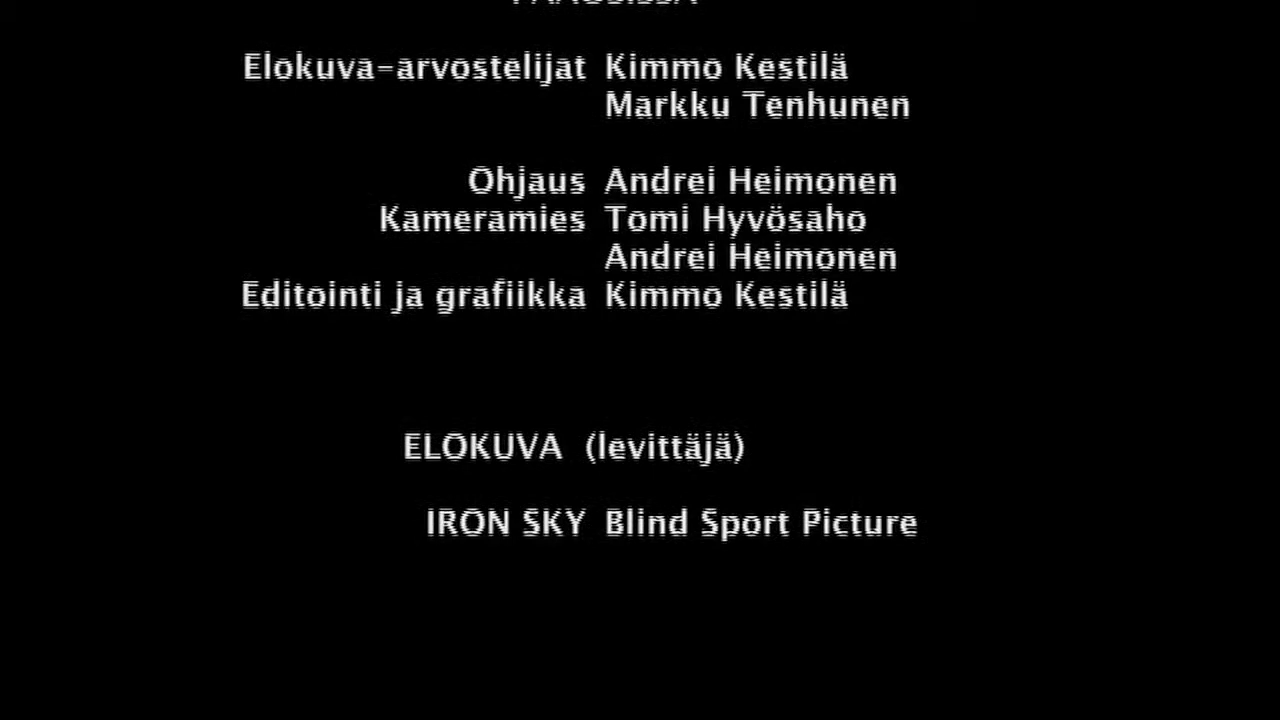 Elokuva-arvostelijat Kimmo Kestilä
Markku Tenhunen
Ohjaus Andrei Heimonen
Kameramies Tomi Hyvösaho
Andrei Heimonen
Editointi ja grafiikka Kimmo Kestilä
ELOKUVA (levittäjä)
IRON SKY Blind Sport Picture